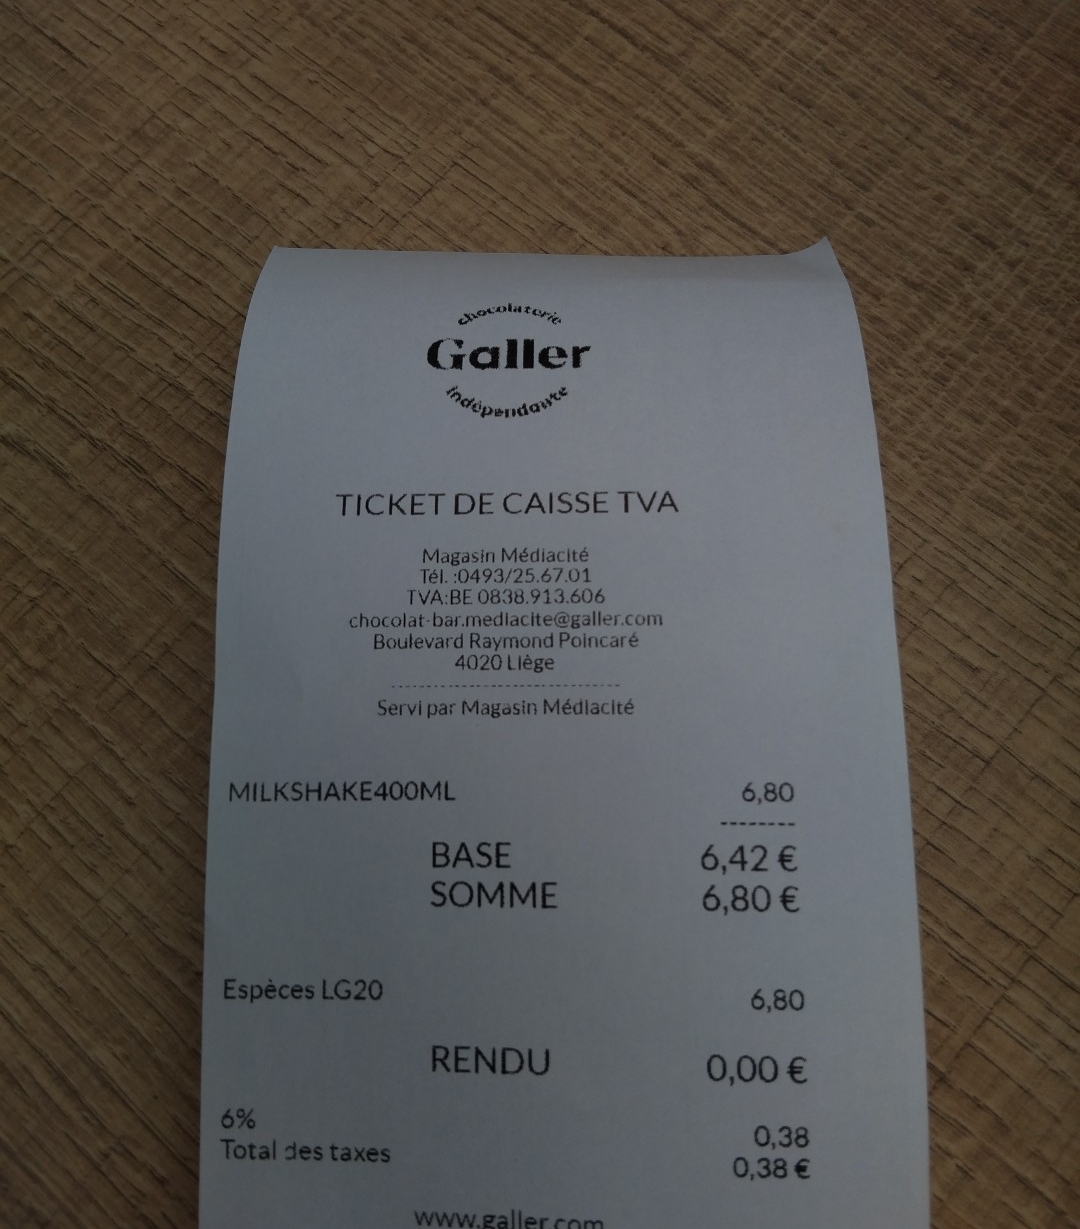 chocolaterie
Galler
indépendante
TICKET DE CAISSE TVA
Magasin Médiacité
Tél. :0493/25.67.01
TVA:BE 0838.913.606
chocolat-bar.mediacite@galler.com
Boulevard Raymond Poincaré
4020 Liège
--------------------------------
Servi par Magasin Médiacité
MILKSHAKE400ML 6,80
--------
BASE 6,42 €
SOMME 6,80 €
Espèces LG20 6,80
RENDU 0,00 €
6% 0,38
Total des taxes 0,38 €
www.galler.com